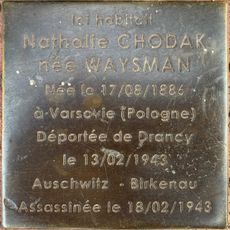 Ici habitait
Nathalie CHODAK
née WAYSMAN
Née le 17/08/1886
à Varsovie (Pologne)
Déportée de Drancy
le 13/02/1943
Auschwitz - Birkenau
Assassinée le 18/02/1943